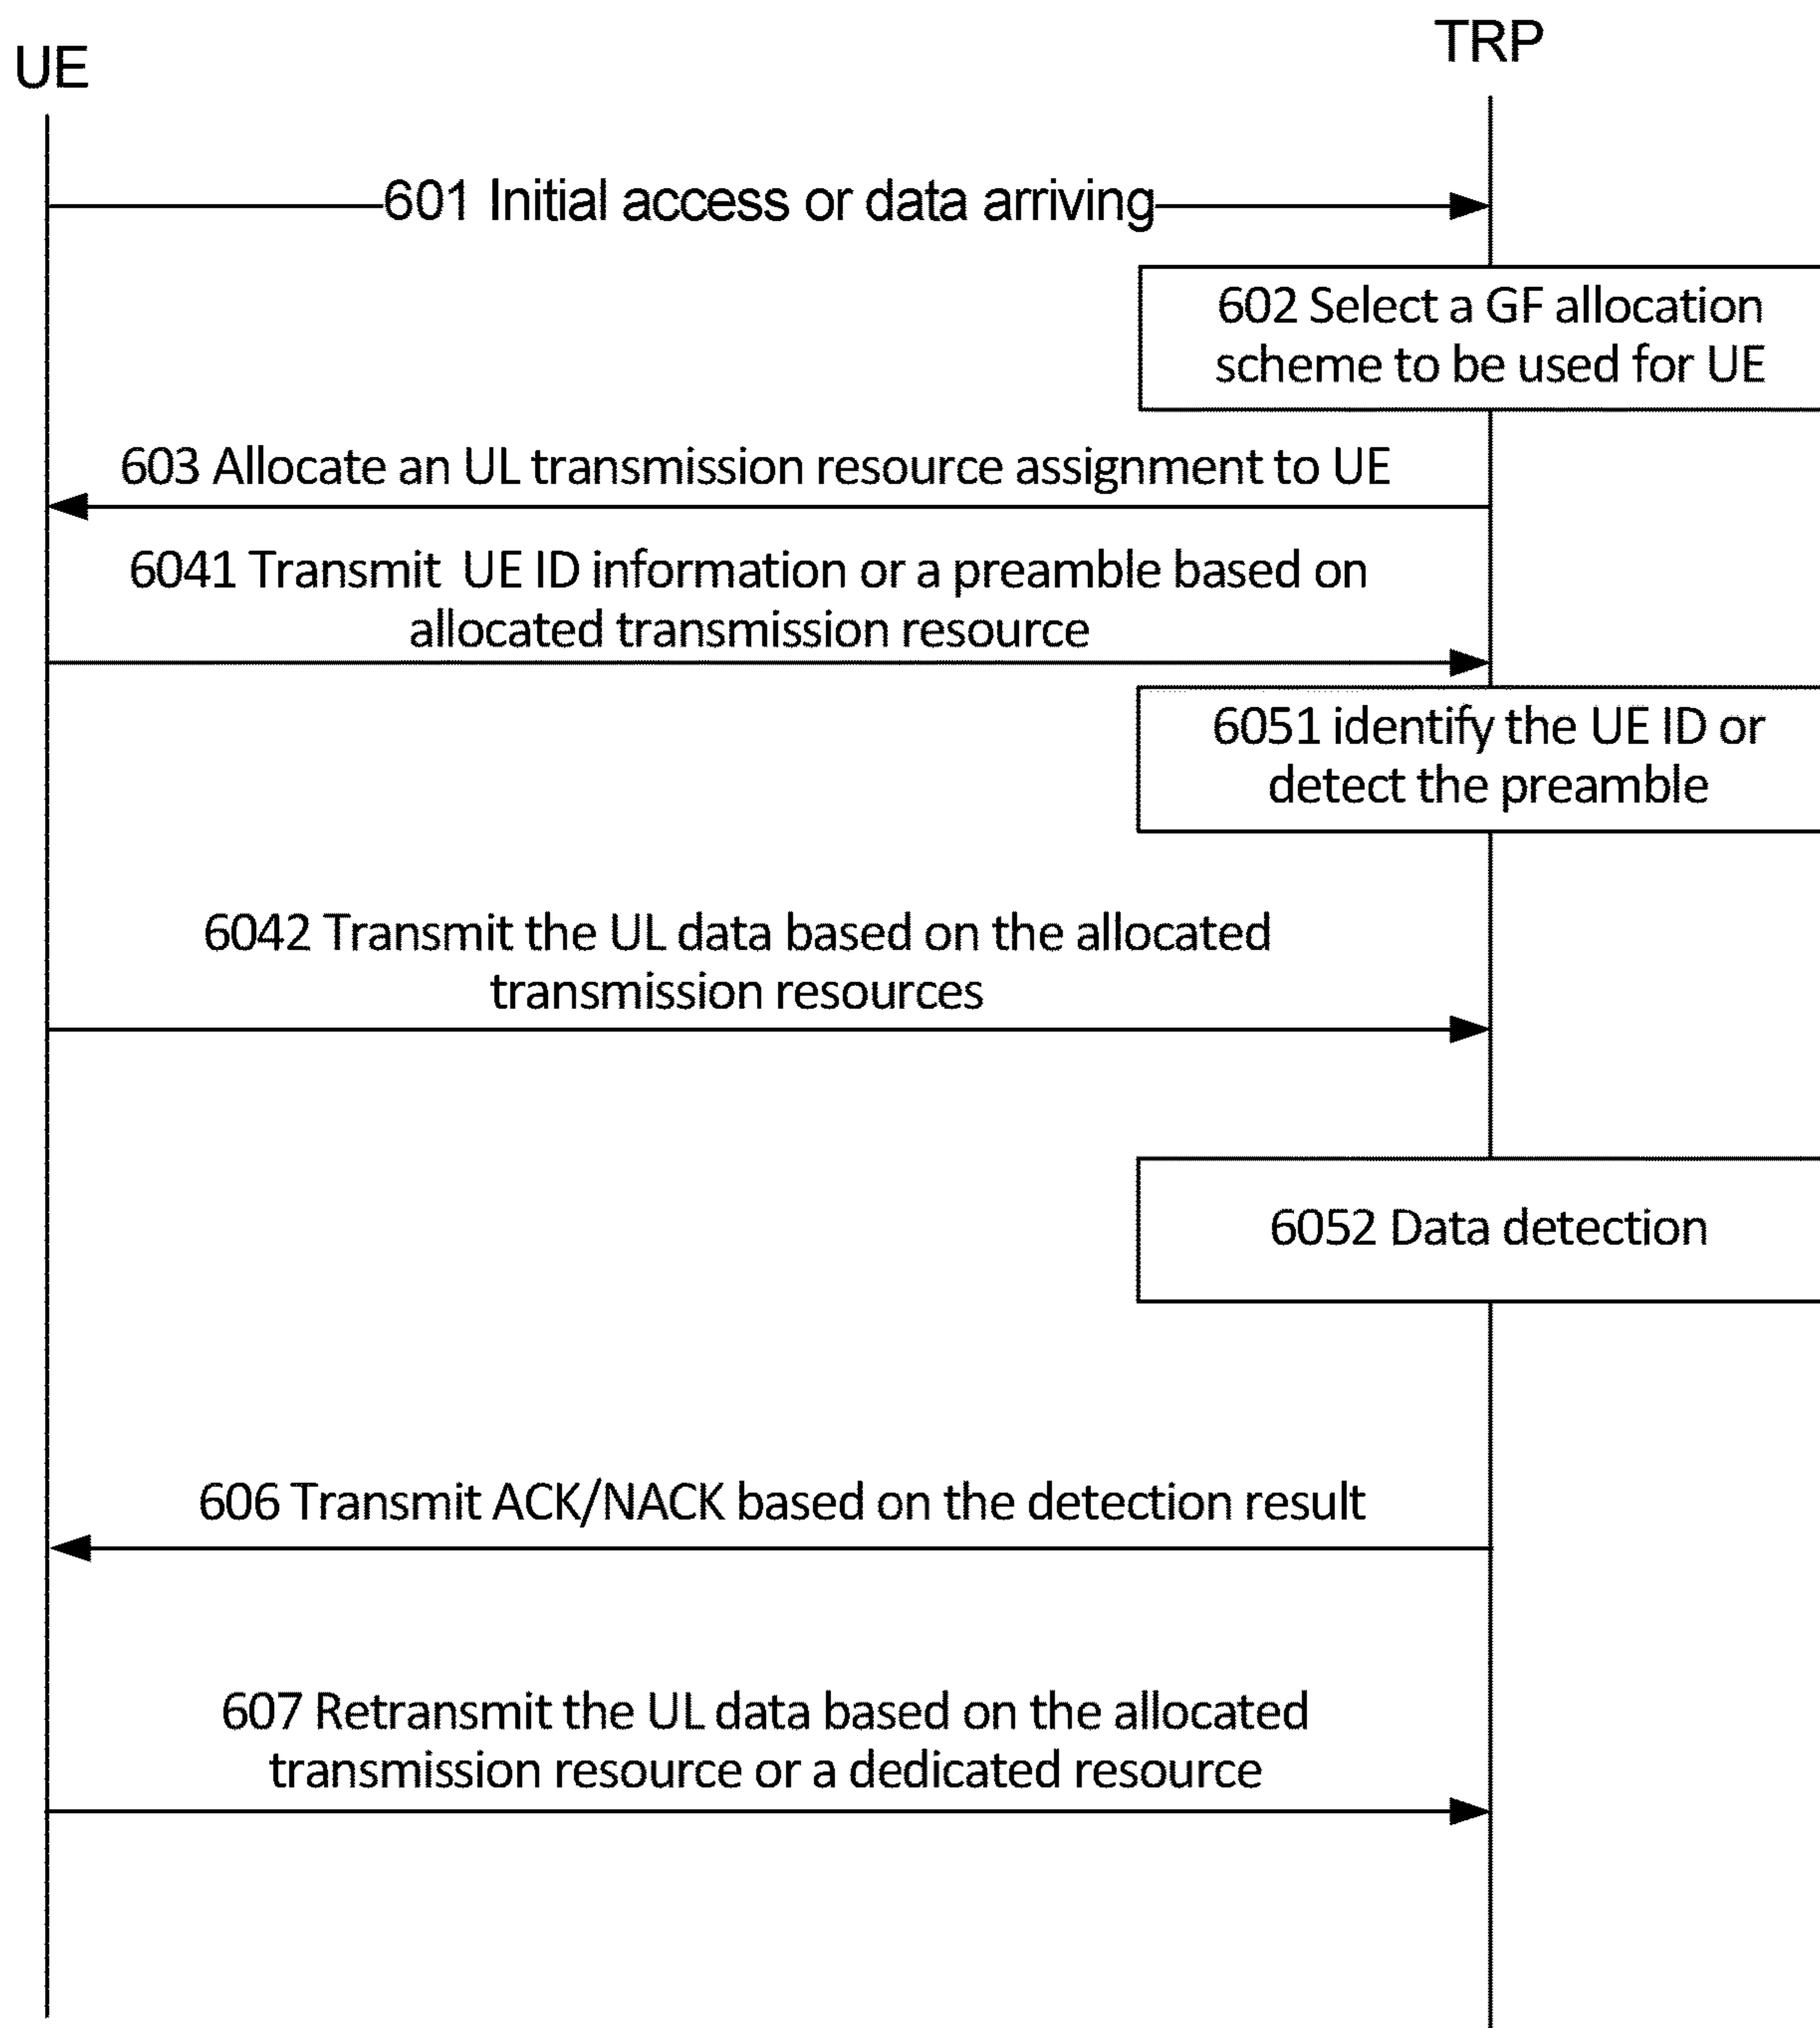 UE
TRP
601 Initial access or data arriving
602 Select a GF allocation
scheme to be used for UE
603 Allocate an UL transmission resource assignment to UE
6041 Transmit  UE ID information or a preamble based on
allocated transmission resource
6051 identify the UE ID or
detect the preamble
6042 Transmit the UL data based on the allocated
transmission resources
6052 Data detection
606 Transmit ACK/NACK based on the detection result
607 Retransmit the UL data based on the allocated
transmission resource or a dedicated resource